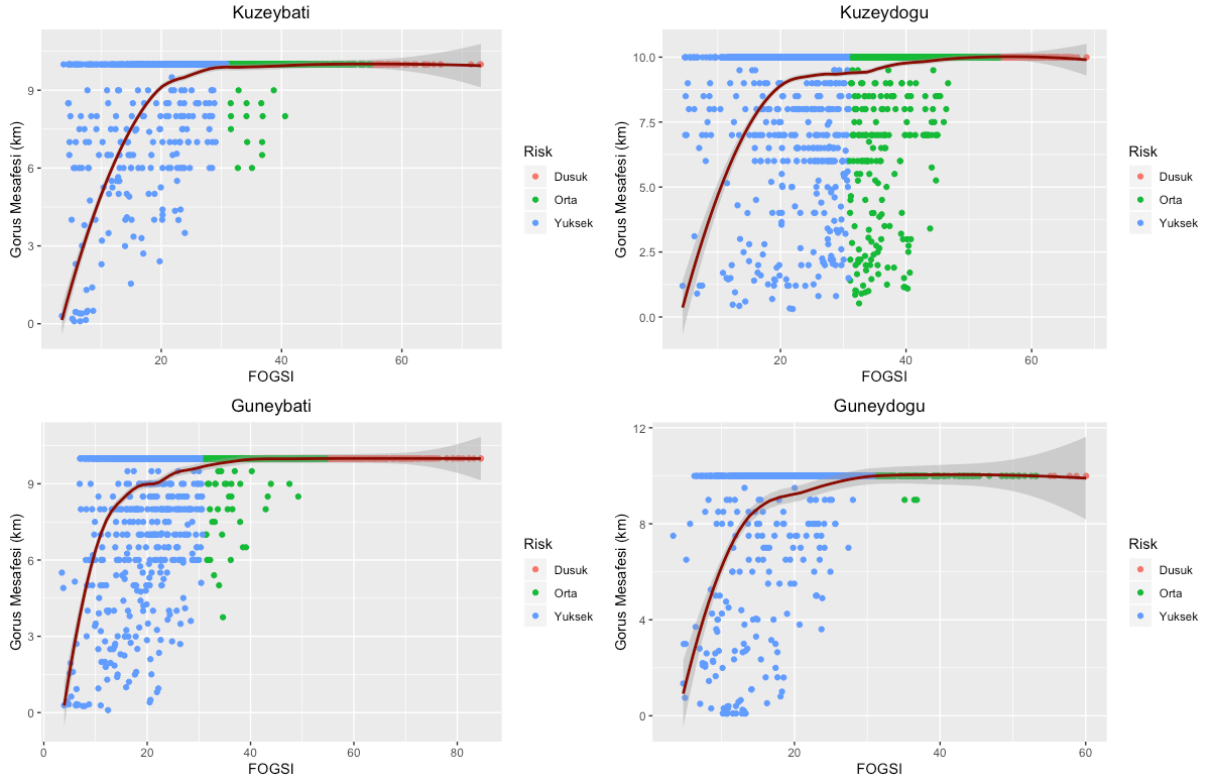 Kuzeybati
Gorus Mesafesi (km)
9
6
3
0
20
40
60
FOGSI
Risk
Dusuk
Orta
Yuksek
Kuzeydogu
Gorus Mesafesi (km)
10.0
7.5
5.0
2.5
0.0
20
40
60
FOGSI
Risk
Dusuk
Orta
Yuksek
Guneybati
Gorus Mesafesi (km)
9
6
3
0
0
20
40
60
80
FOGSI
Risk
Dusuk
Orta
Yuksek
Guneydogu
Gorus Mesafesi (km)
12
8
4
0
20
40
60
FOGSI
Risk
Dusuk
Orta
Yuksek